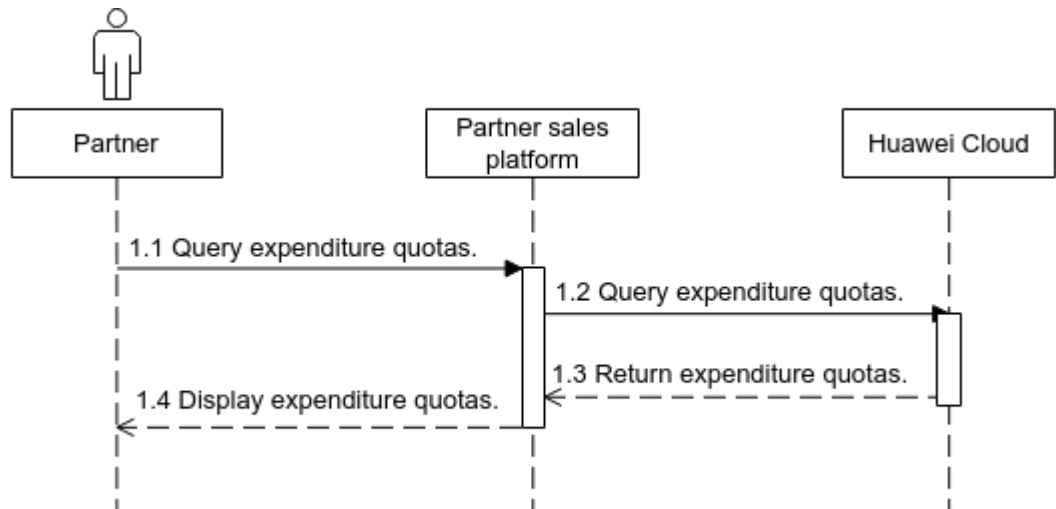 Partner
Partner sales
platform
Huawei Cloud
1.1 Query expenditure quotas.
1.2 Query expenditure quotas.
1.3 Return expenditure quotas.
1.4 Display expenditure quotas.